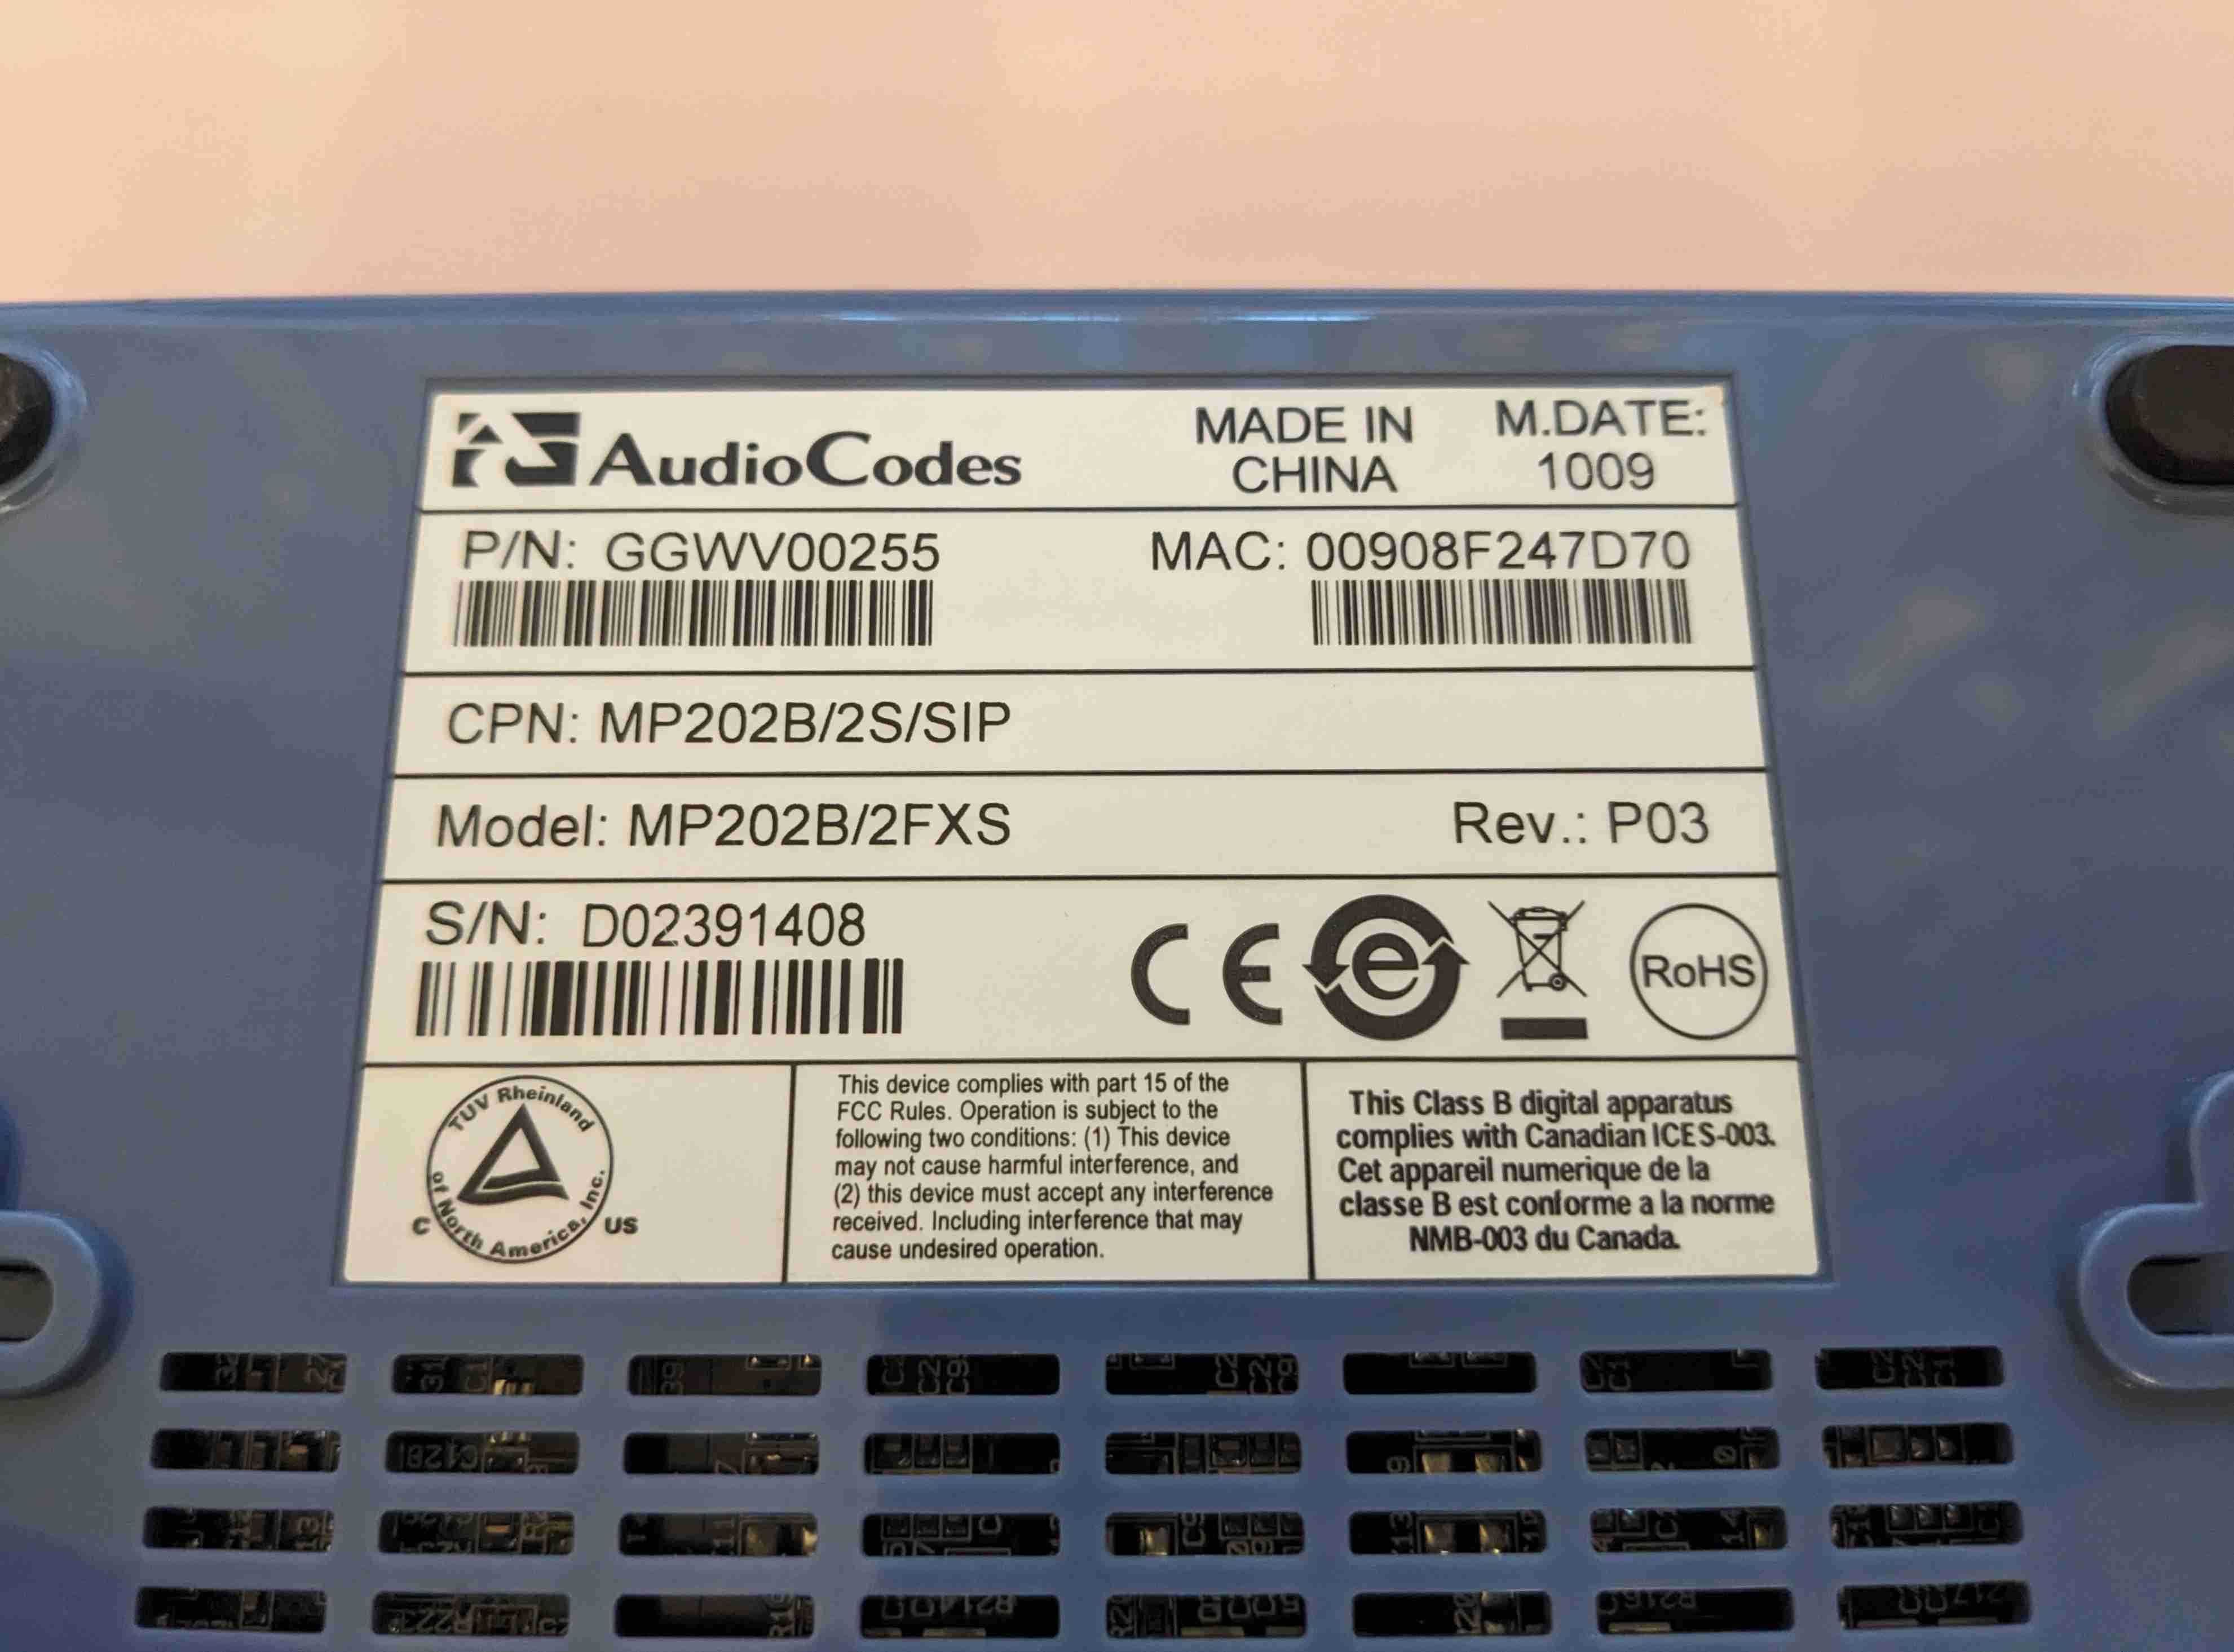 AudioCodes
MADE IN
CHINA
M.DATE:
1009
P/N: GGWV00255
MAC: 00908F247D70
CPN: MP202B/2S/SIP
Model: MP202B/2FXS
Rev.: P03
S/N: D02391408
CE
e
RoHS
TUV Rheinland
of North America, Inc.
C
US
This device complies with part 15 of the
FCC Rules. Operation is subject to the
following two conditions: (1) This device
may not cause harmful interference, and
(2) this device must accept any interference
received. Including interference that may
cause undesired operation.
This Class B digital apparatus
complies with Canadian ICES-003.
Cet appareil numerique de la
classe B est conforme a la norme
NMB-003 du Canada.